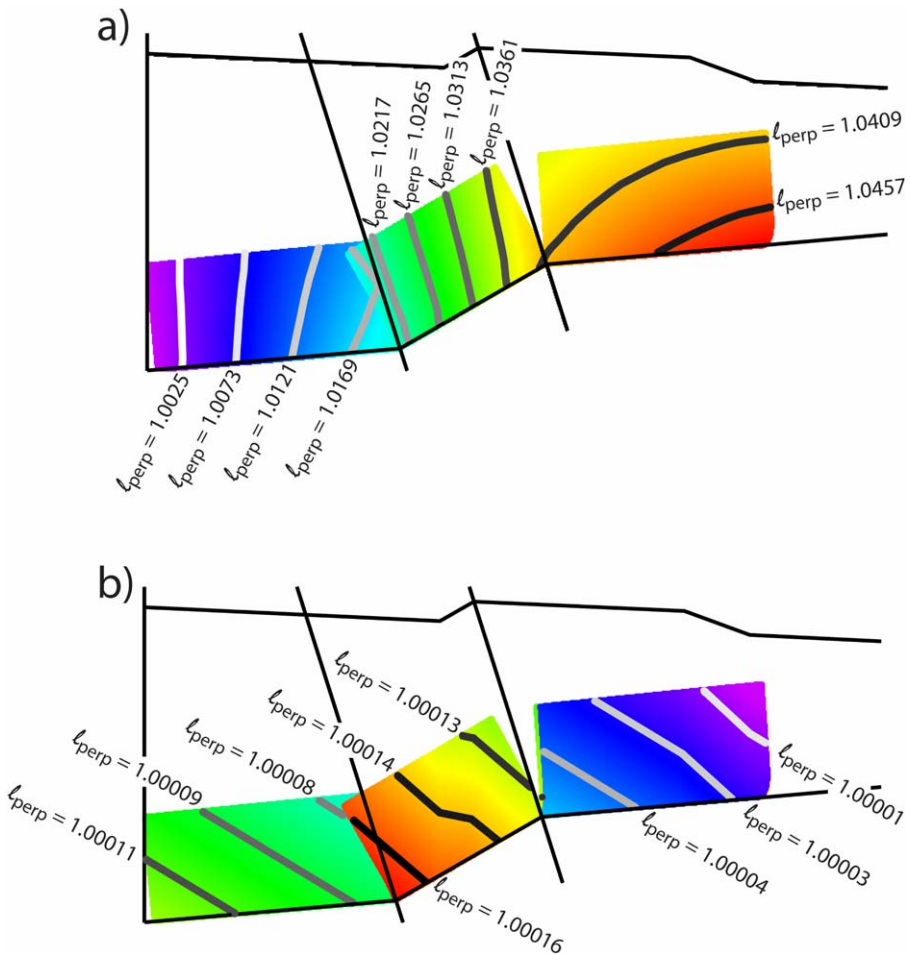 a)
ℓperp = 1.0217
ℓperp = 1.0265
ℓperp = 1.0313
ℓperp = 1.0361
ℓperp = 1.0409
ℓperp = 1.0457
ℓperp = 1.0025
ℓperp = 1.0073
ℓperp = 1.0121
ℓperp = 1.0169
b)
ℓperp = 1.00013
ℓperp = 1.00014
ℓperp = 1.00008
ℓperp = 1.00009
ℓperp = 1.00011
ℓperp = 1.00001
ℓperp = 1.00003
ℓperp = 1.00004
ℓperp = 1.00016